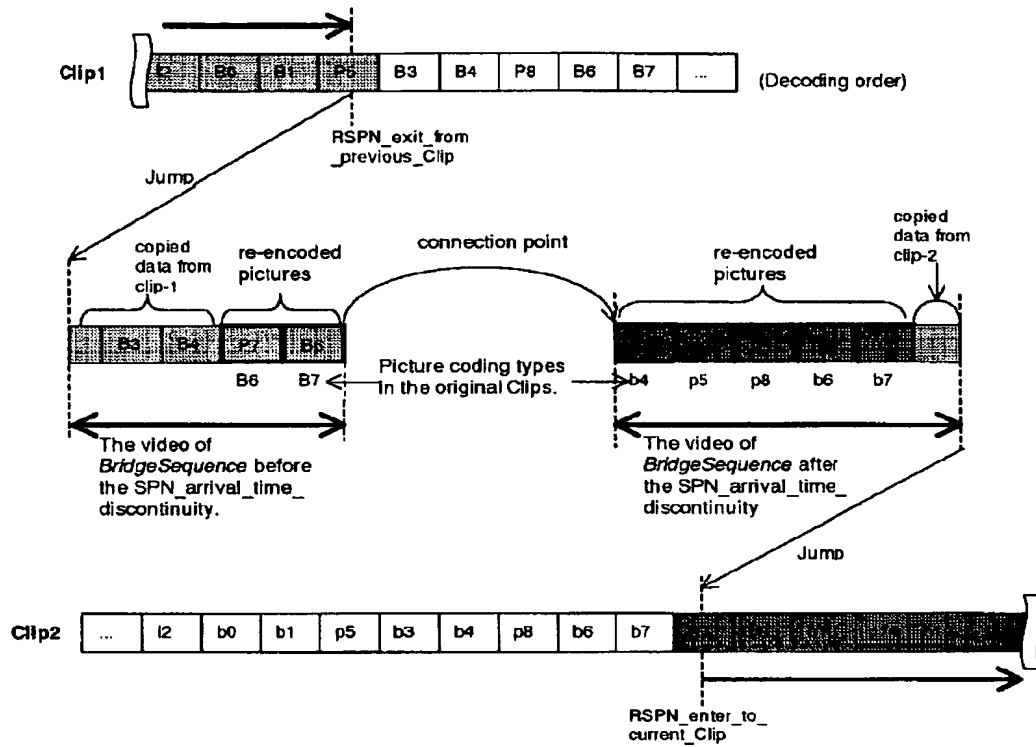 Clip1
B0 B1 P5 B3 B4 P8 B6 B7 ...
(Decoding order)
RSPN_exit_from
_previous_Clip
Jump
copied
data from
clip-1
re-encoded
pictures
connection point
re-encoded
pictures
copied
data from
clip-2
B3 B4 P7 B6
B6 B7
Picture coding types
in the original Clips.
b4 p5 p8 b6 b7
The video of
BridgeSequence before
the SPN_arrival_time_
discontinuity.
The video of
BridgeSequence after
the SPN_arrival_time_
discontinuity
Jump
Clip2
... I2 b0 b1 p5 b3 b4 p8 b6 b7
RSPN_enter_to_
current_Clip